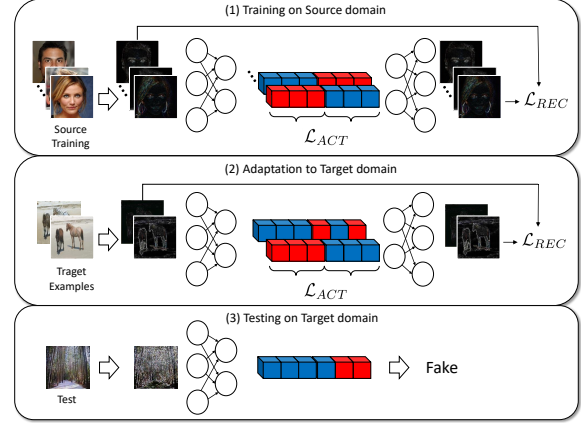 (1) Training on Source domain
Source
Training
ℒ_ACT
ℒ_REC
(2) Adaptation to Target domain
Traget
Examples
ℒ_ACT
ℒ_REC
(3) Testing on Target domain
Test
Fake